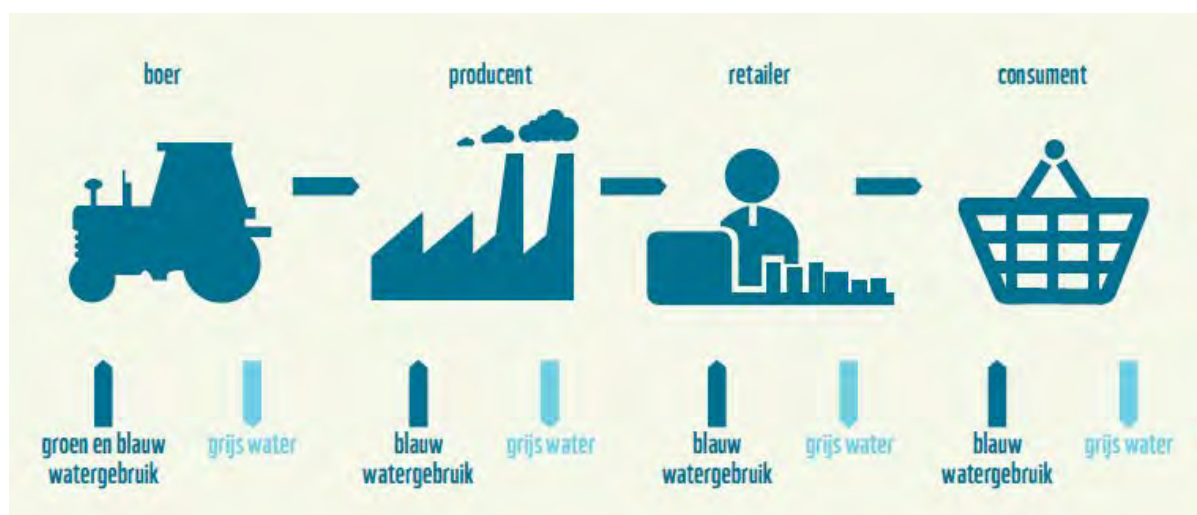 boer
producent
retailer
consument
groen en blauw
watergebruik
grijs water
blauw
watergebruik
grijs water
blauw
watergebruik
grijs water
blauw
watergebruik
grijs water